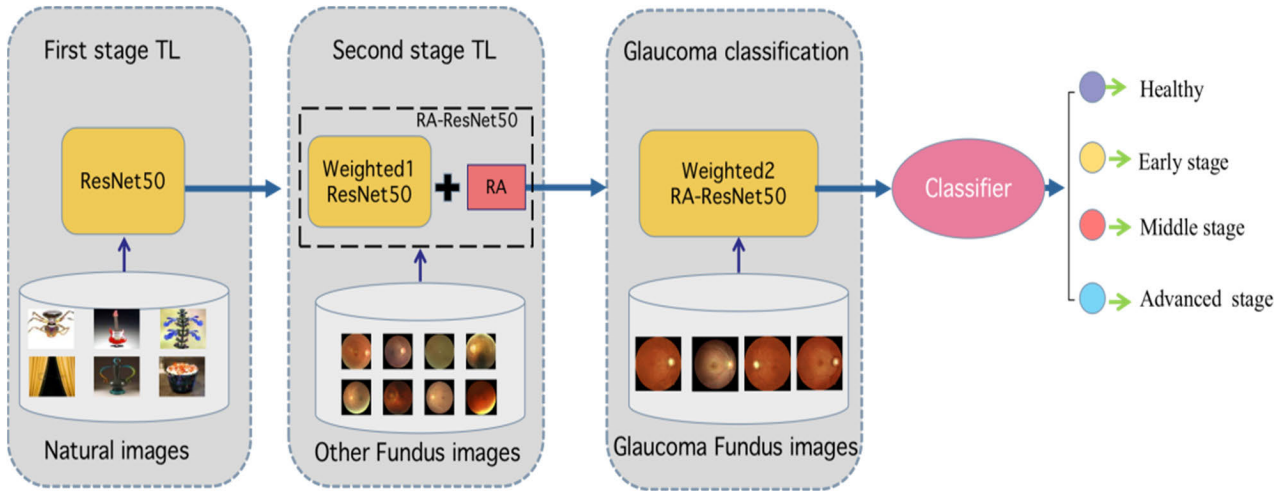 First stage TL
ResNet50
Natural images
Second stage TL
RA-ResNet50
Weighted1
ResNet50
RA
Other Fundus images
Glaucoma classification
Weighted2
RA-ResNet50
Glaucoma Fundus images
Classifier
Healthy
Early stage
Middle stage
Advanced stage